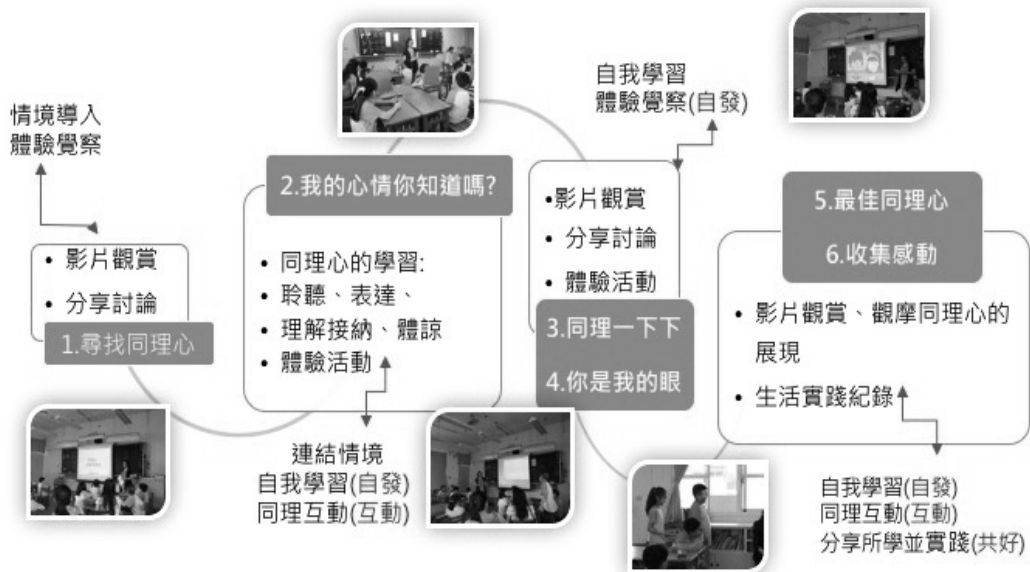 情境導入
體驗覺察
• 影片觀賞
• 分享討論
1.尋找同理心
2.我的心情你知道嗎?
• 同理心的學習:
• 聆聽、表達、
• 理解接納、體諒
• 體驗活動
連結情境
自我學習(自發)
同理互動(互動)
自我學習
體驗覺察(自發)
•影片觀賞
• 分享討論
• 體驗活動
3.同理一下下
4.你是我的眼
5.最佳同理心
6.收集感動
• 影片觀賞、觀摩同理心的
展現
• 生活實踐紀錄
自我學習(自發)
同理互動(互動)
分享所學並實踐(共好)